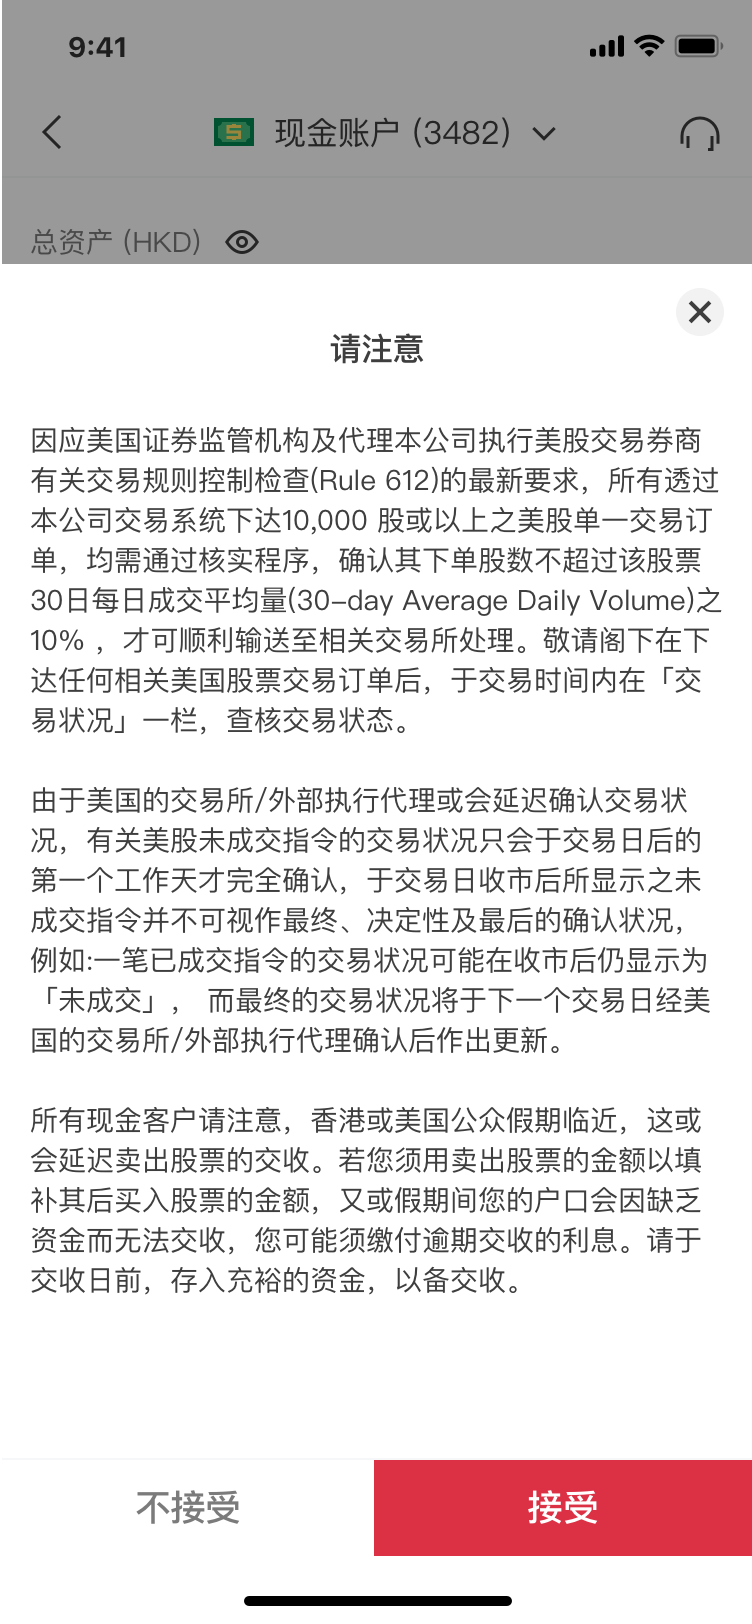 9:41
现金账户 (3482)
总资产 (HKD)
请注意
因应美国证券监管机构及代理本公司执行美股交易券商
有关交易规则控制检查(Rule 612)的最新要求，所有透过
本公司交易系统下达10,000 股或以上之美股单一交易订
单，均需通过核实程序，确认其下单股数不超过该股票
30日每日成交平均量(30-day Average Daily Volume)之
10% ，才可顺利输送至相关交易所处理。敬请阁下在下
达任何相关美国股票交易订单后，于交易时间内在「交
易状况」一栏，查核交易状态。
由于美国的交易所/外部执行代理或会延迟确认交易状
况，有关美股未成交指令的交易状况只会于交易日后的
第一个工作天才完全确认，于交易日收市后所显示之未
成交指令并不可视作最终、决定性及最后的确认状况，
例如:一笔已成交指令的交易状况可能在收市后仍显示为
「未成交」， 而最终的交易状况将于下一个交易日经美
国的交易所/外部执行代理确认后作出更新。
所有现金客户请注意，香港或美国公众假期临近，这或
会延迟卖出股票的交收。若您须用卖出股票的金额以填
补其后买入股票的金额，又或假期间您的户口会因缺乏
资金而无法交收，您可能须缴付逾期交收的利息。请于
交收日前，存入充裕的资金，以备交收。
不接受
接受